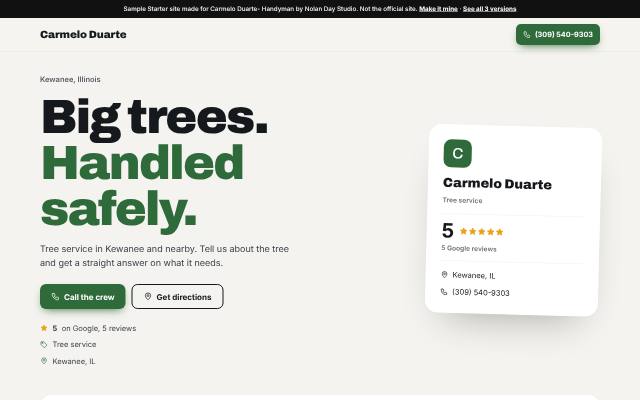 Sample Starter site made for Carmelo Duarte- Handyman by Nolan Day Studio. Not the official site. Make it mine · See all 3 versions
Carmelo Duarte
(309) 540-9303
Kewanee, Illinois
Big trees.
Handled
safely.
Tree service in Kewanee and nearby. Tell us about the tree
and get a straight answer on what it needs.
Call the crew
Get directions
5 on Google, 5 reviews
Tree service
Kewanee, IL
C
Carmelo Duarte
Tree service
5
5 Google reviews
Kewanee, IL
(309) 540-9303